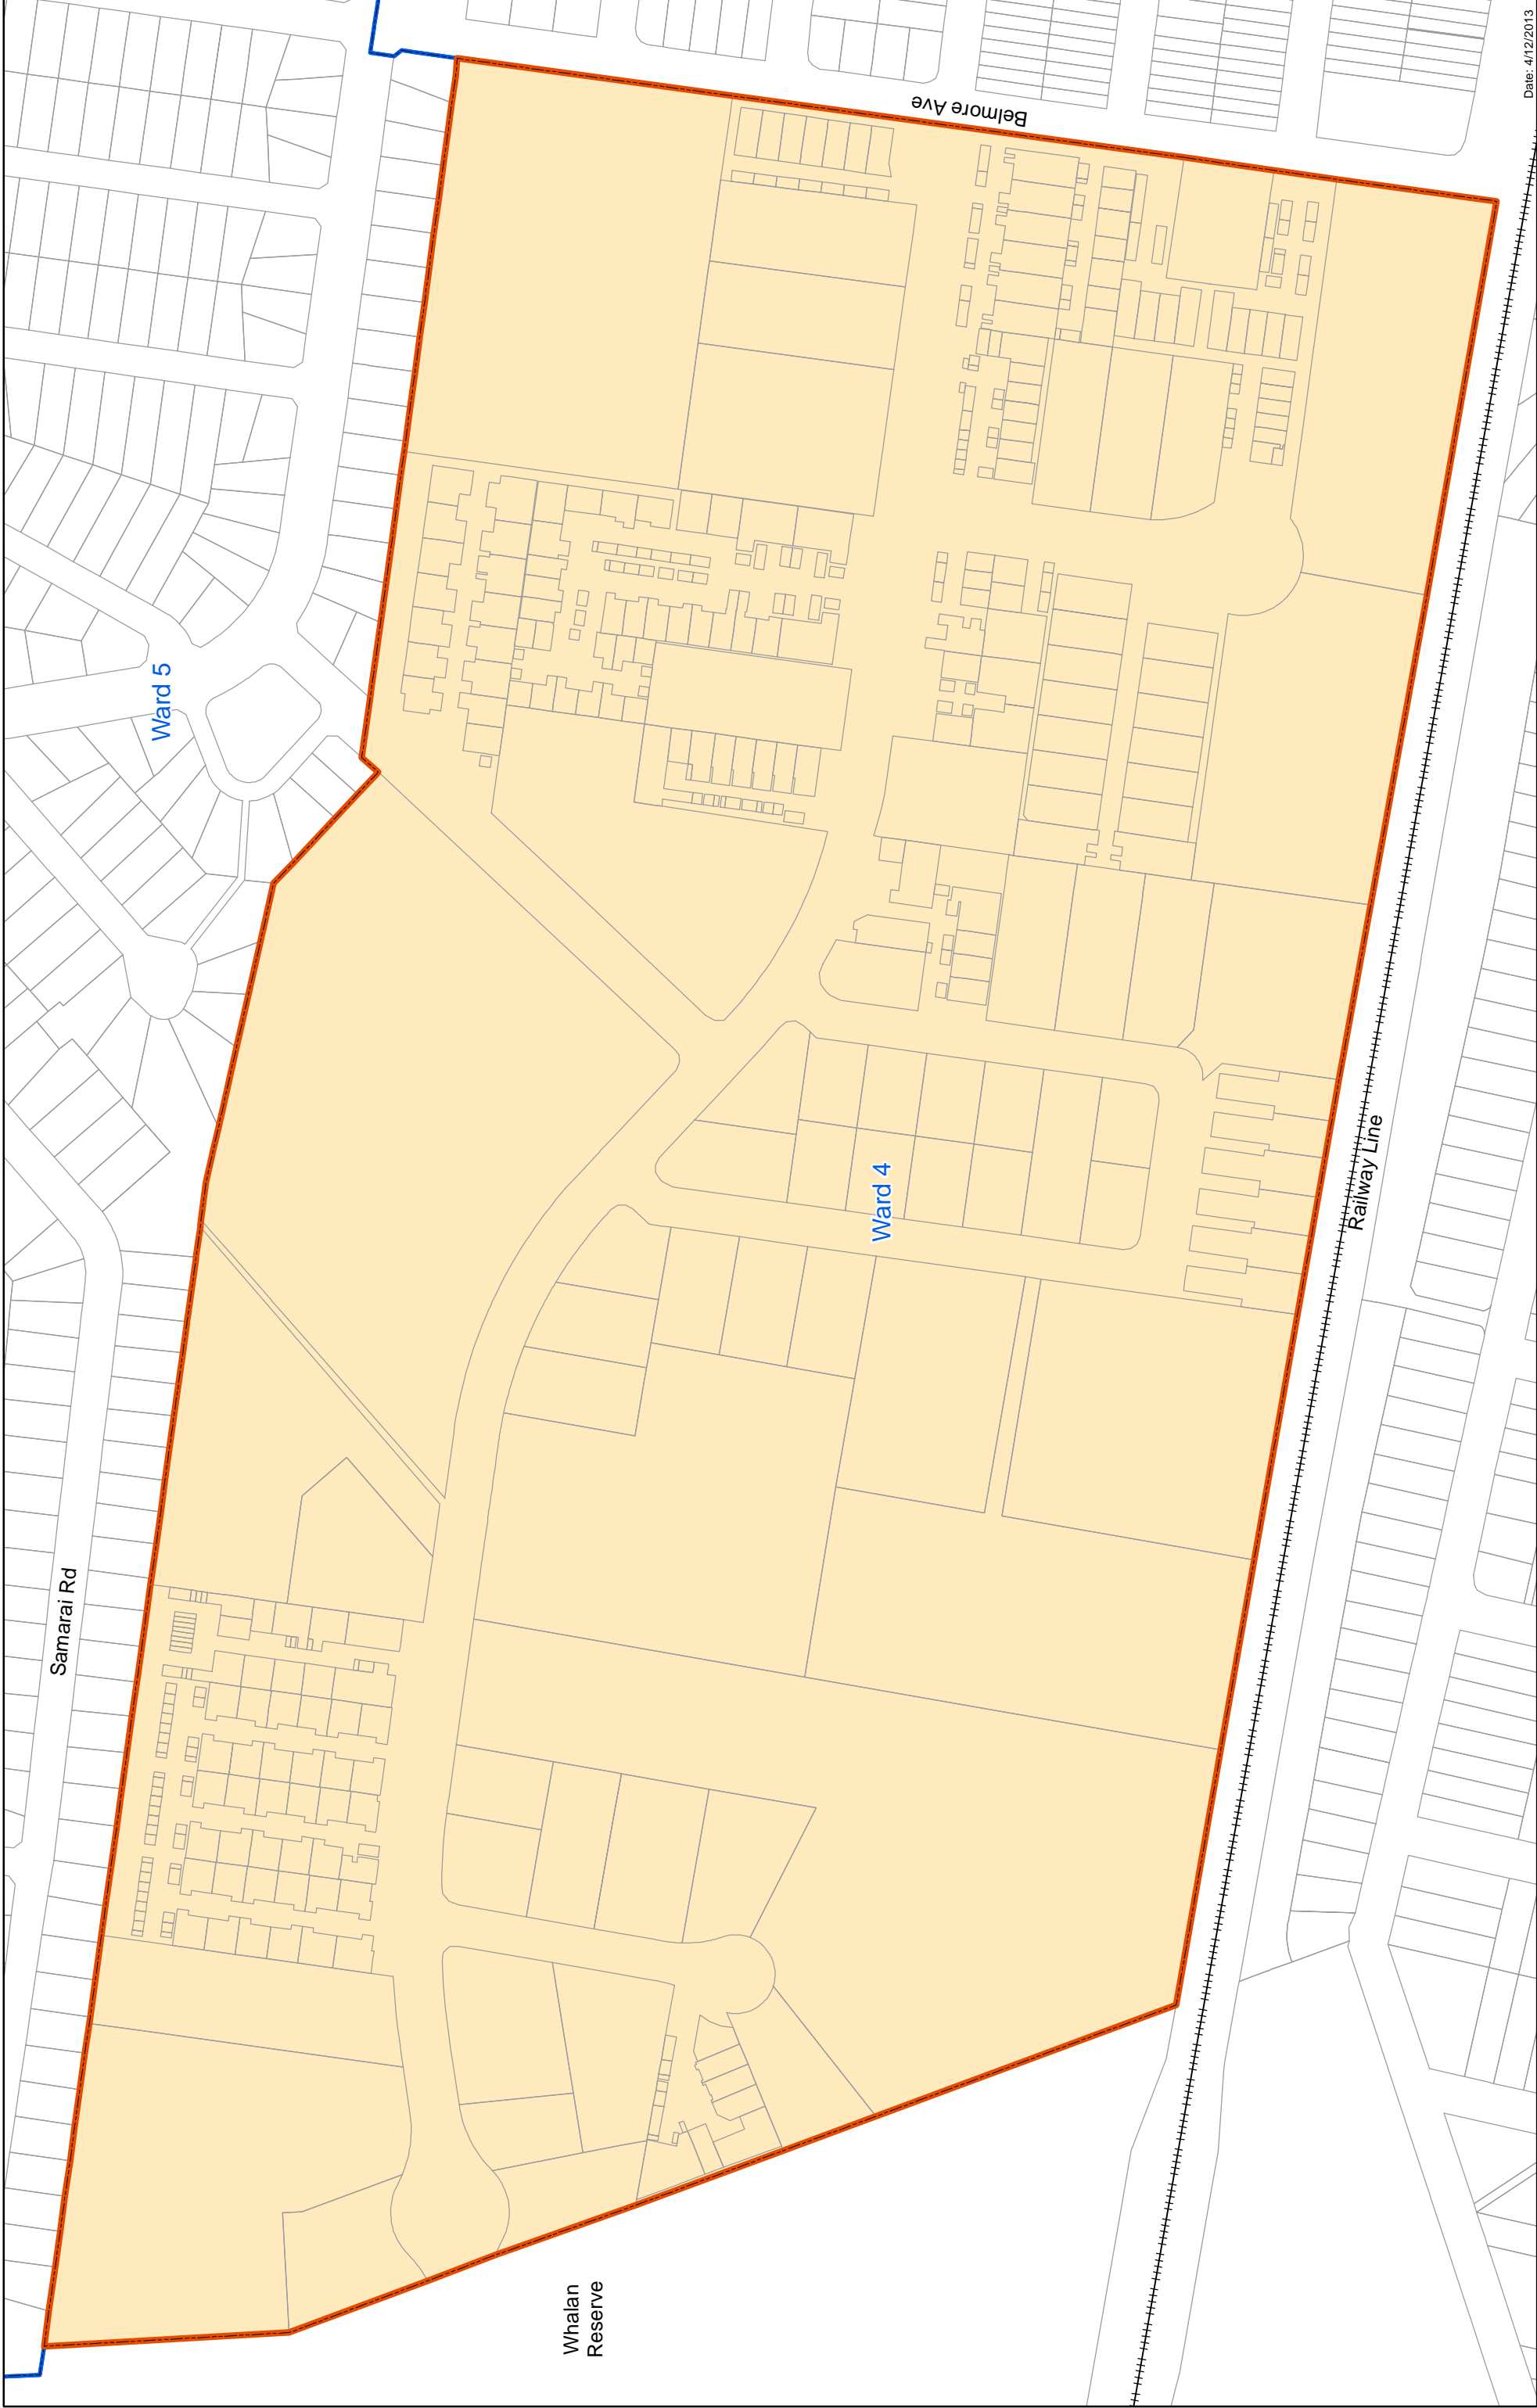 Date: 4/12/2013
Belmore Ave
Ward 5
Ward 4
Railway Line
Samarai Rd
Whalan
Reserve